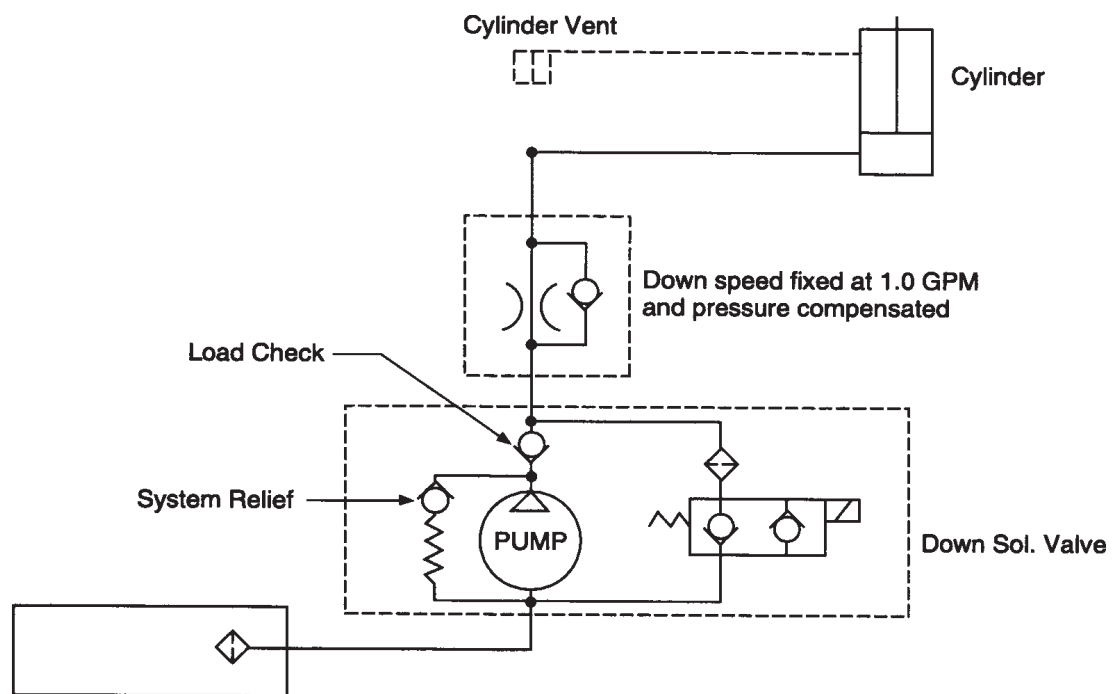 Cylinder Vent
Cylinder
Down speed fixed at 1.0 GPM
and pressure compensated
Load Check
System Relief
PUMP
Down Sol. Valve